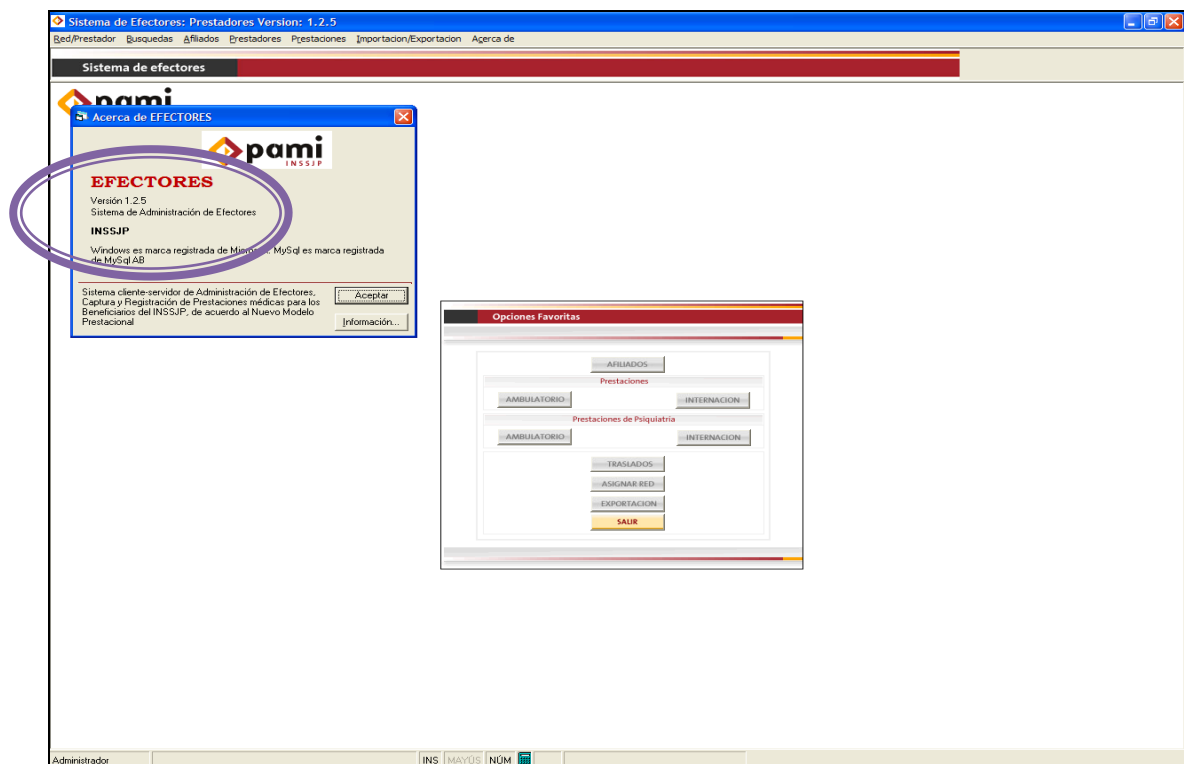 Sistema de Efectores: Prestadores Version: 1.2.5
Red/Prestador Busquedas Afiliados Prestadores Prestaciones Importacion/Exportacion Acerca de
Sistema de efectores
pami
Acerca de EFECTORES
pami
INSSJP
EFECTORES
Versión 1.2.5
Sistema de Administración de Efectores
INSSJP
Windows es marca registrada de MySql es marca registrada
de MySql AB
Sistema cliente-servidor de Administración de Efectores,
Captura y Registración de Prestaciones médicas para los
Beneficiarios del INSSJP, de acuerdo al Nuevo Modelo
Prestacional
Aceptar
Información...
Opciones Favoritas
AFILIADOS
Prestaciones
AMBULATORIO INTERNACION
Prestaciones de Psiquiatria
AMBULATORIO INTERNACION
TRASLADOS
ASIGNAR RED
EXPORTACION
SALIR
Administrador INS MAYÚS NÚM